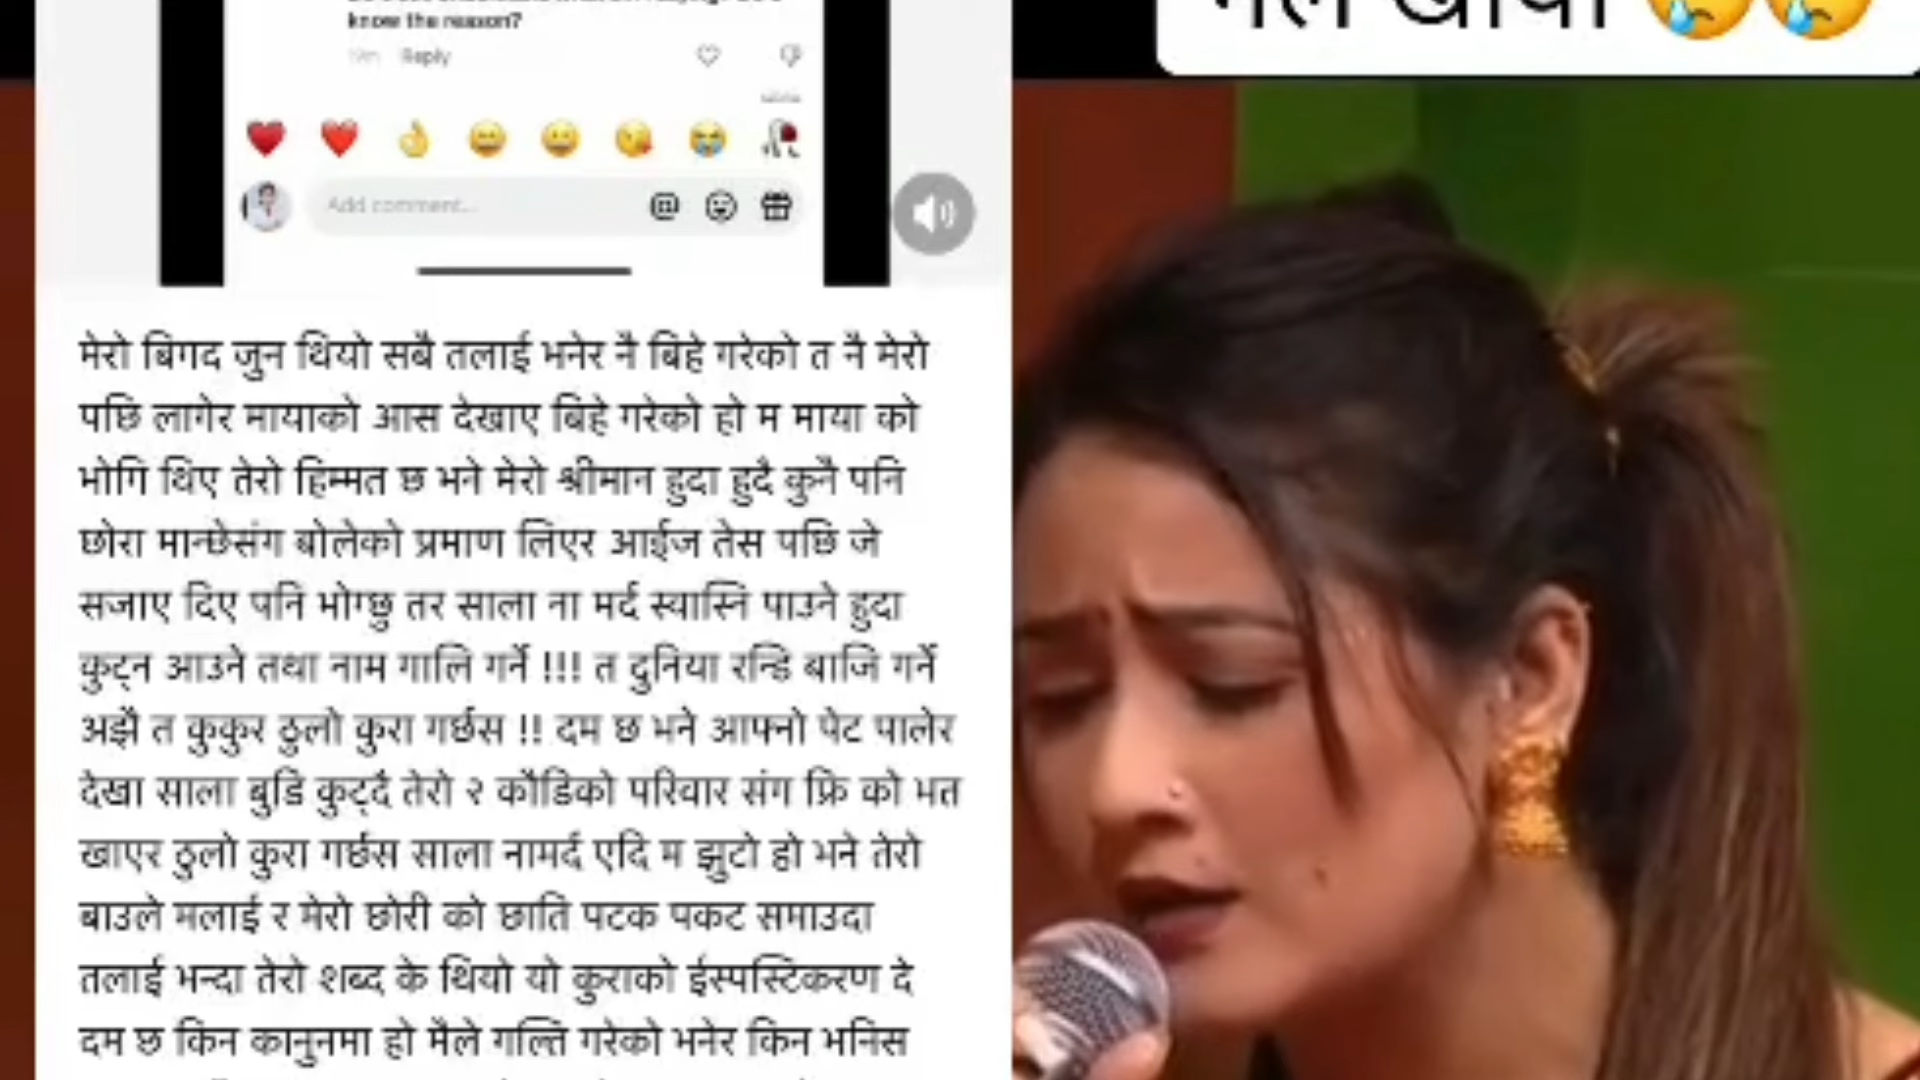 know the reason?
Reply
Add comment...
मेरो बिगद जुन थियो सबै तलाई भनेर नै बिहे गरेको त नै मेरो
पछि लागेर मायाको आस देखाए बिहे गरेको हो म माया को
भोगि थिए तेरो हिम्मत छ भने मेरो श्रीमान हुदा हुदै कुनै पनि
छोरा मान्छेसंग बोलेको प्रमाण लिएर आईज तेस पछि जे
सजाए दिए पनि भोग्छु तर साला ना मर्द स्वास्नि पाउने हुदा
कुट्न आउने तथा नाम गालि गर्ने !!! त दुनिया रन्डि बाजि गर्ने
अझै त कुकुर ठुलो कुरा गर्छस !! दम छ भने आफ्नो पेट पालेर
देखा साला बुडि कुट्दै तेरो २ कौडिको परिवार संग फ्रि को भत
खाएर ठुलो कुरा गर्छस साला नामर्द एदि म झुटो हो भने तेरो
बाउले मलाई र मेरो छोरी को छाति पटक पकट समाउदा
तलाई भन्दा तेरो शब्द के थियो यो कुराको ईस्पस्टिकरण दे
दम छ किन कानुनमा हो मैले गल्ति गरेको भनेर किन भनिस